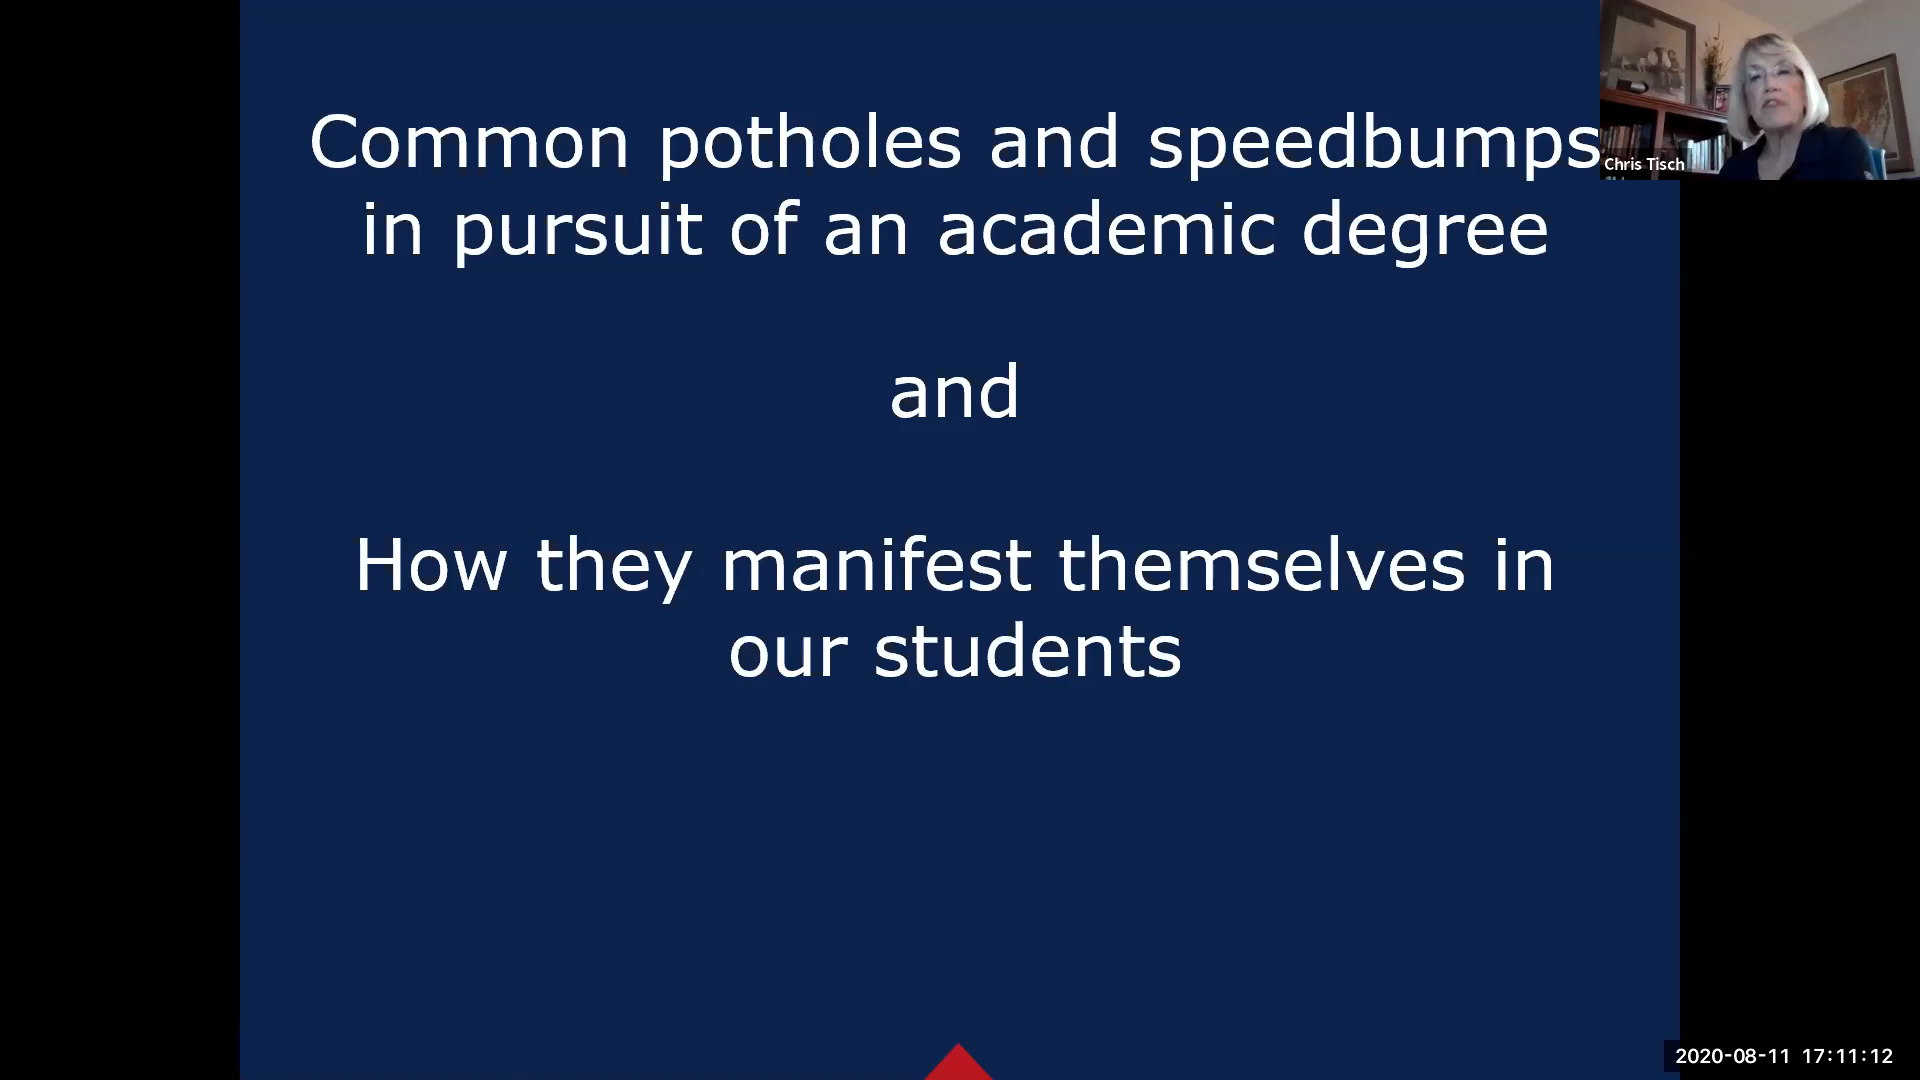 Common potholes and speedbumps
in pursuit of an academic degree
and
How they manifest themselves in
our students
Chris Tisch
2020-08-11 17:11:12